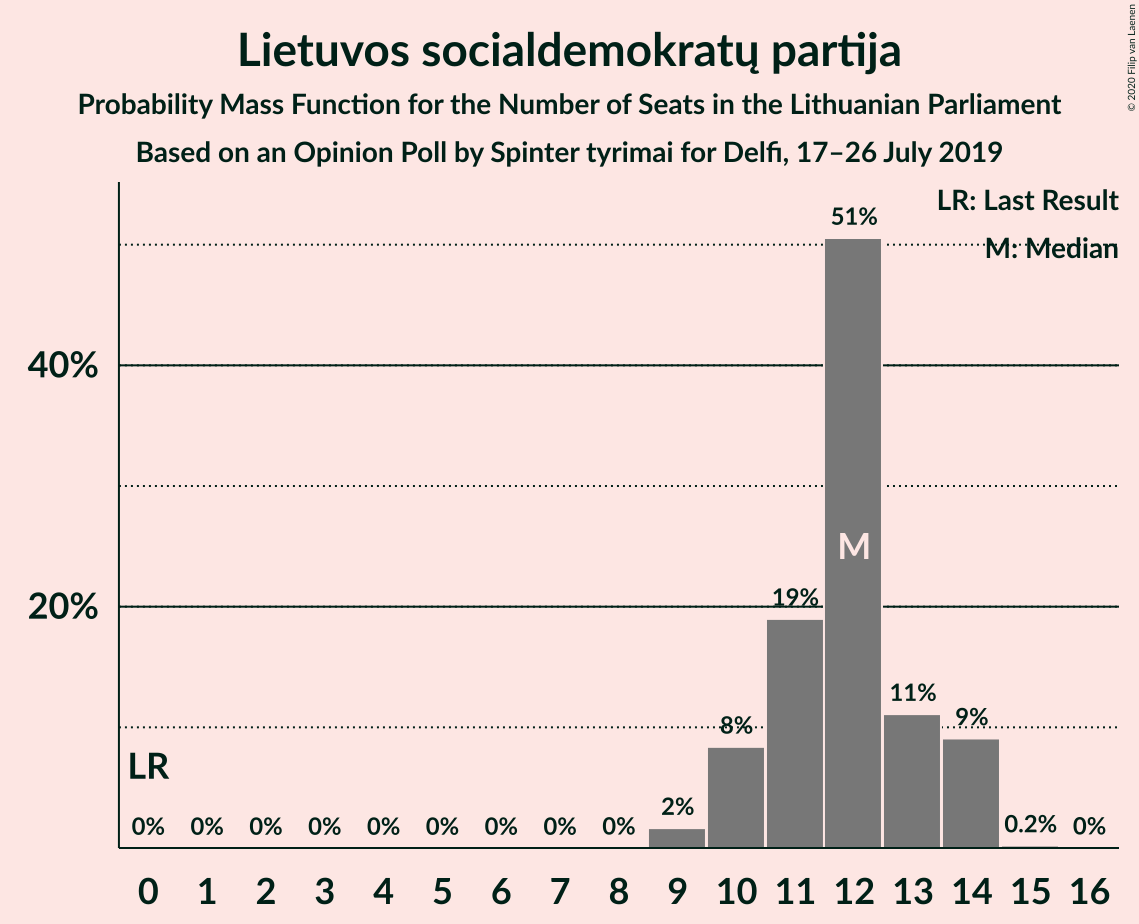 Lietuvos socialdemokratų partija
Probability Mass Function for the Number of Seats in the Lithuanian Parliament
Based on an Opinion Poll by Spinter tyrimai for Delfi, 17–26 July 2019
© 2020 Filip van Laenen
LR: Last Result
M: Median
51%
40%
M
20%
19%
11%
9%
8%
LR
2%
0% 0% 0% 0% 0% 0% 0% 0% 0% 0.2% 0%
0 1 2 3 4 5 6 7 8 9 10 11 12 13 14 15 16